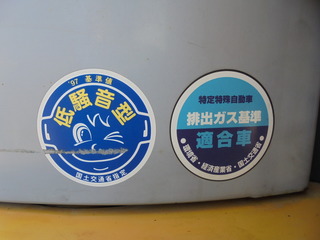 '97 基準値
低騒音型
国土交通省指定
特定特殊自動車
排出ガス基準
適合車
環境省・経済産業省・国土交通省